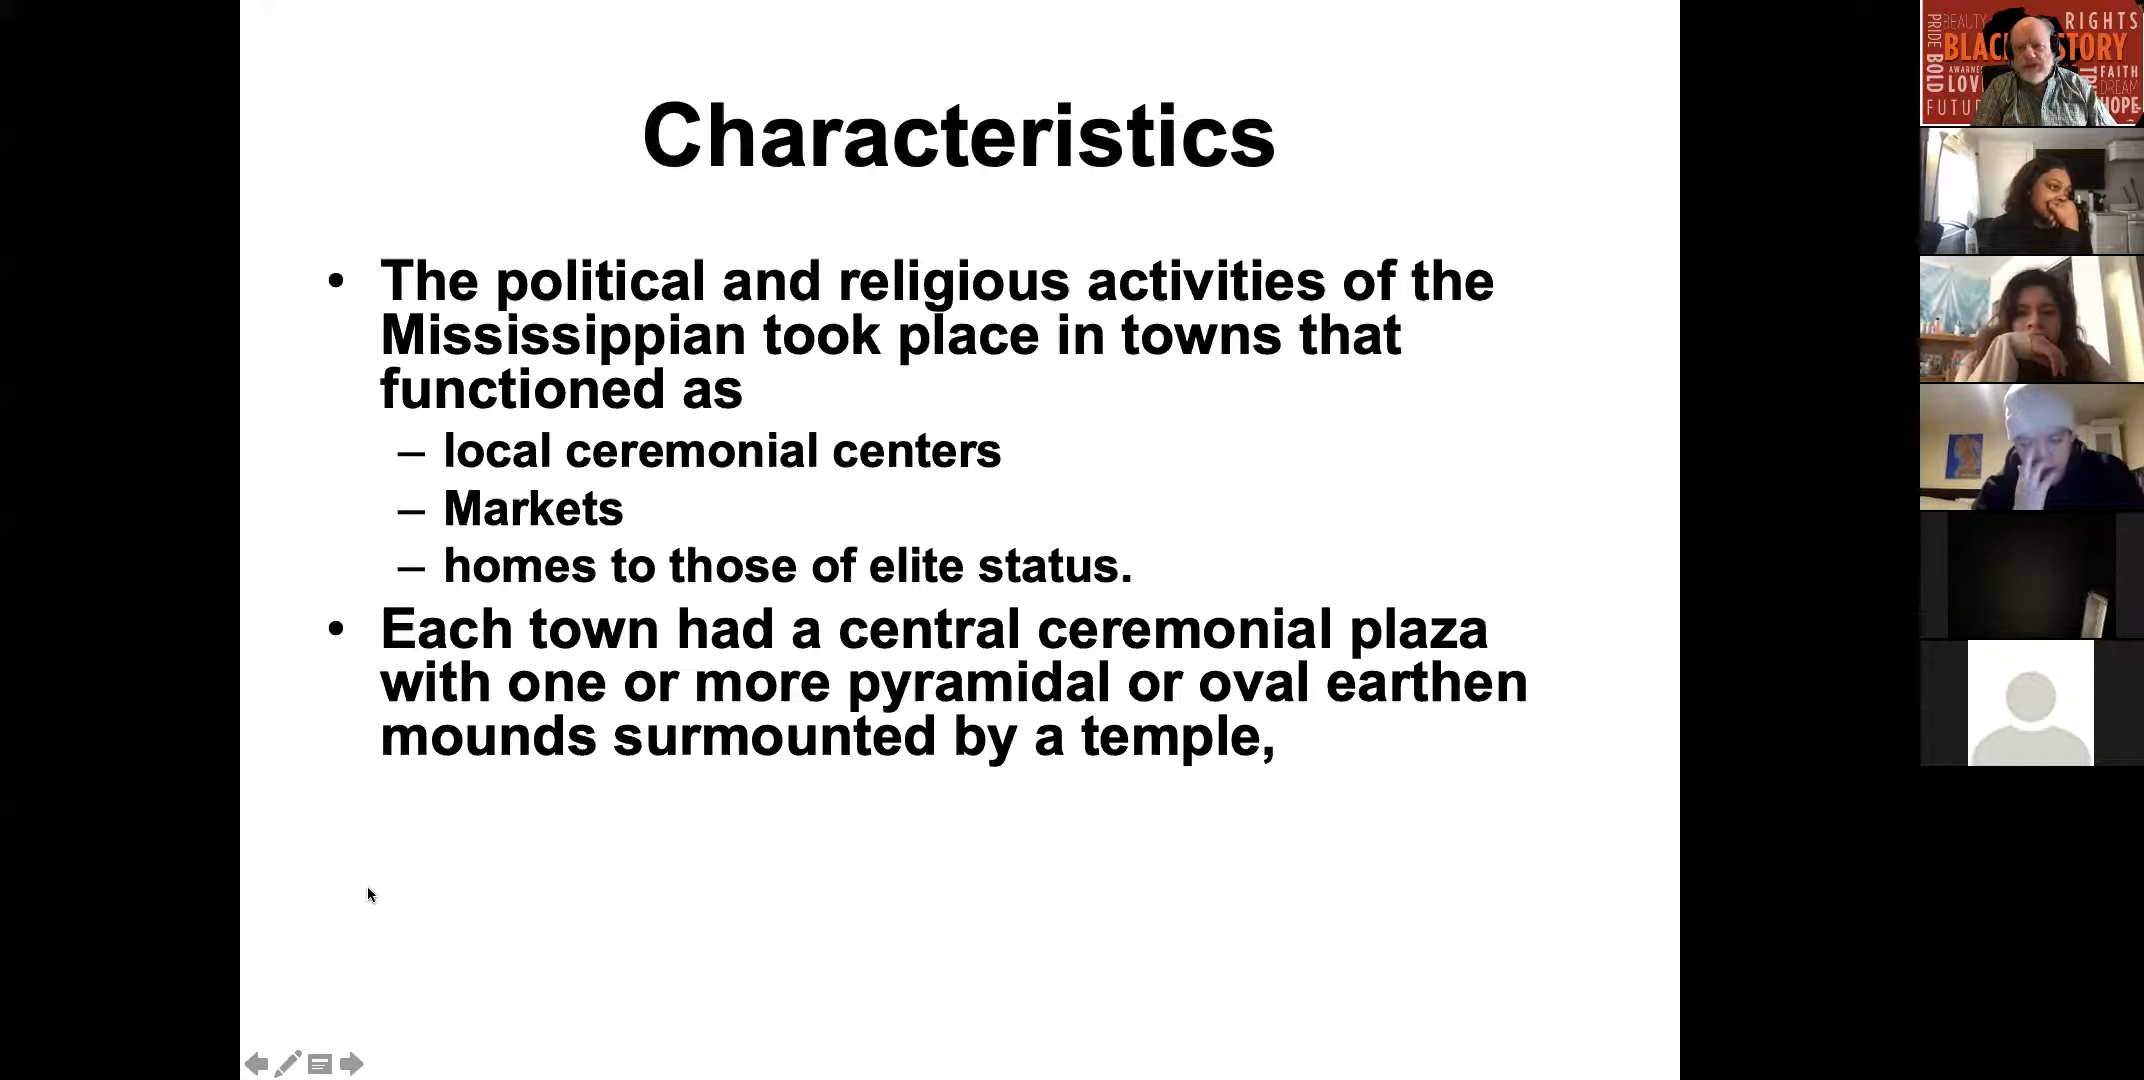 Characteristics
• The political and religious activities of the
Mississippian took place in towns that
functioned as
– local ceremonial centers
– Markets
– homes to those of elite status.
• Each town had a central ceremonial plaza
with one or more pyramidal or oval earthen
mounds surmounted by a temple,
PRIDE
BEAUTY
RIGHTS
BOLD
FAITH
DREAM
HOPE